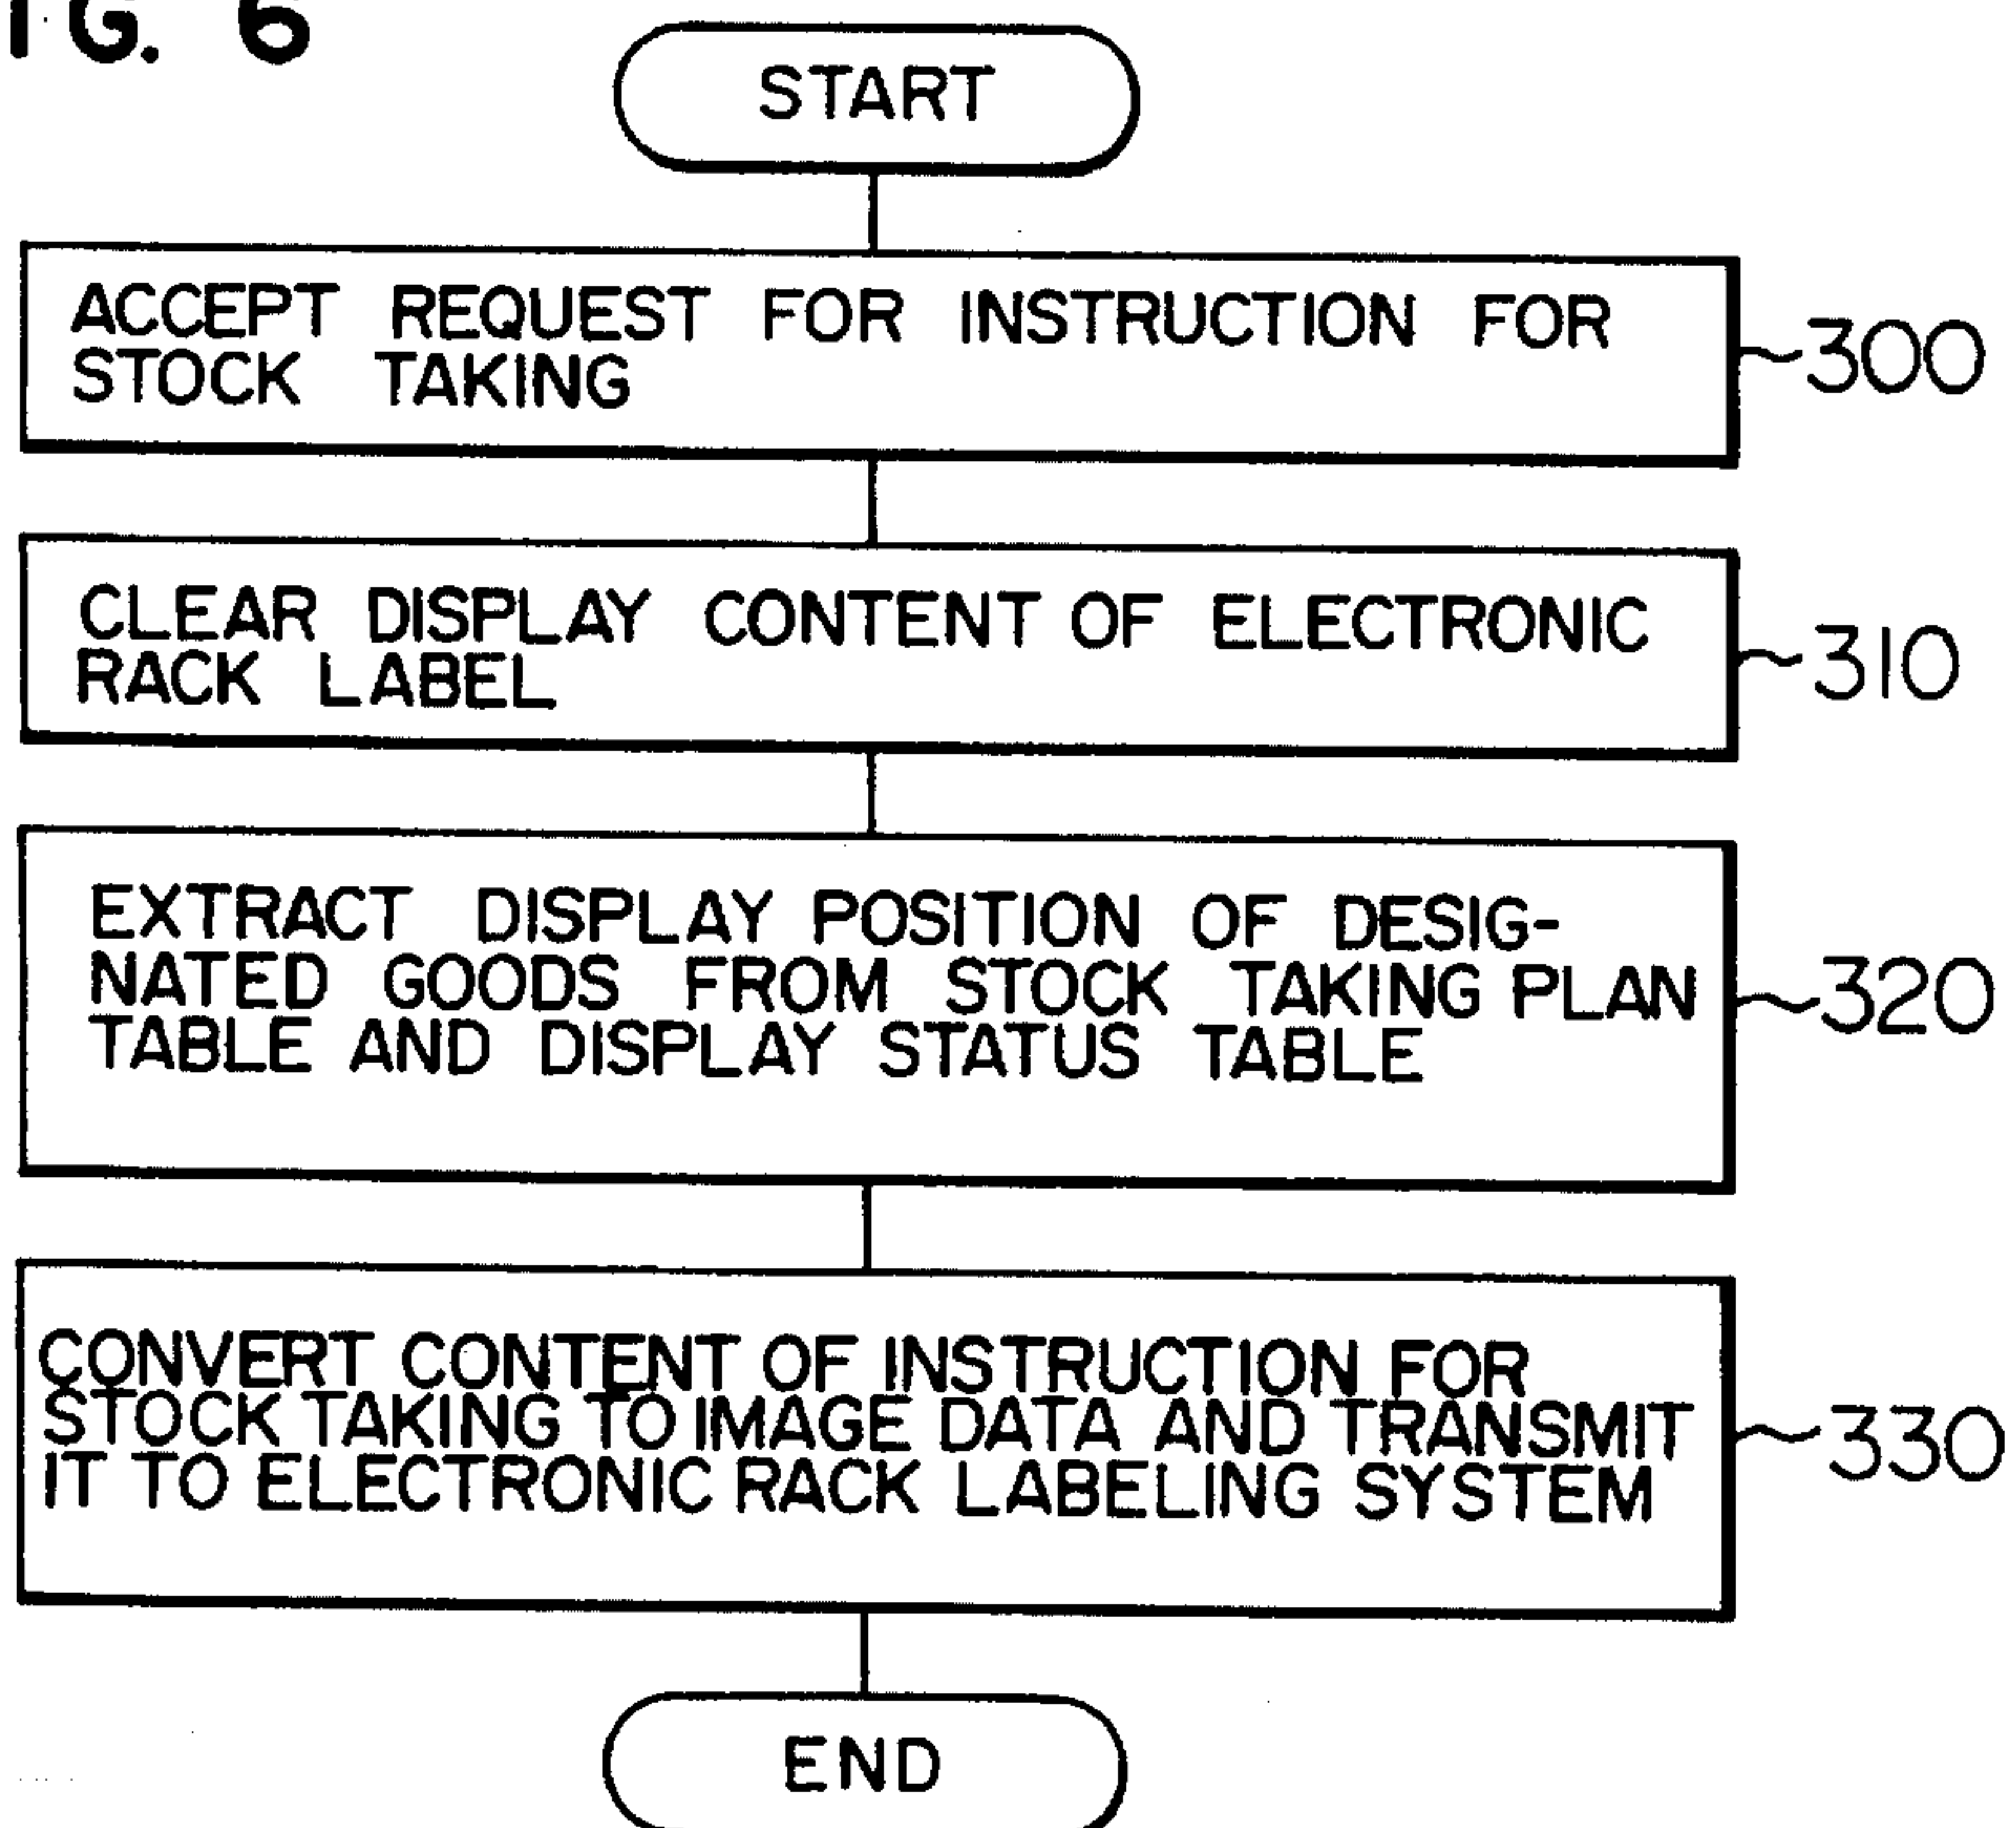 IG. 6
START
ACCEPT REQUEST FOR INSTRUCTION FOR
STOCK TAKING
300
CLEAR DISPLAY CONTENT OF ELECTRONIC
RACK LABEL
310
EXTRACT DISPLAY POSITION OF DESIG-
NATED GOODS FROM STOCK TAKING PLAN
TABLE AND DISPLAY STATUS TABLE
320
CONVERT CONTENT OF INSTRUCTION FOR
STOCK TAKING TO IMAGE DATA AND TRANSMIT
IT TO ELECTRONIC RACK LABELING SYSTEM
330
END